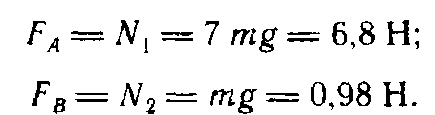 F_A = N_1 = 7 mg = 6,8 Н;
F_B = N_2 = mg = 0,98 Н.